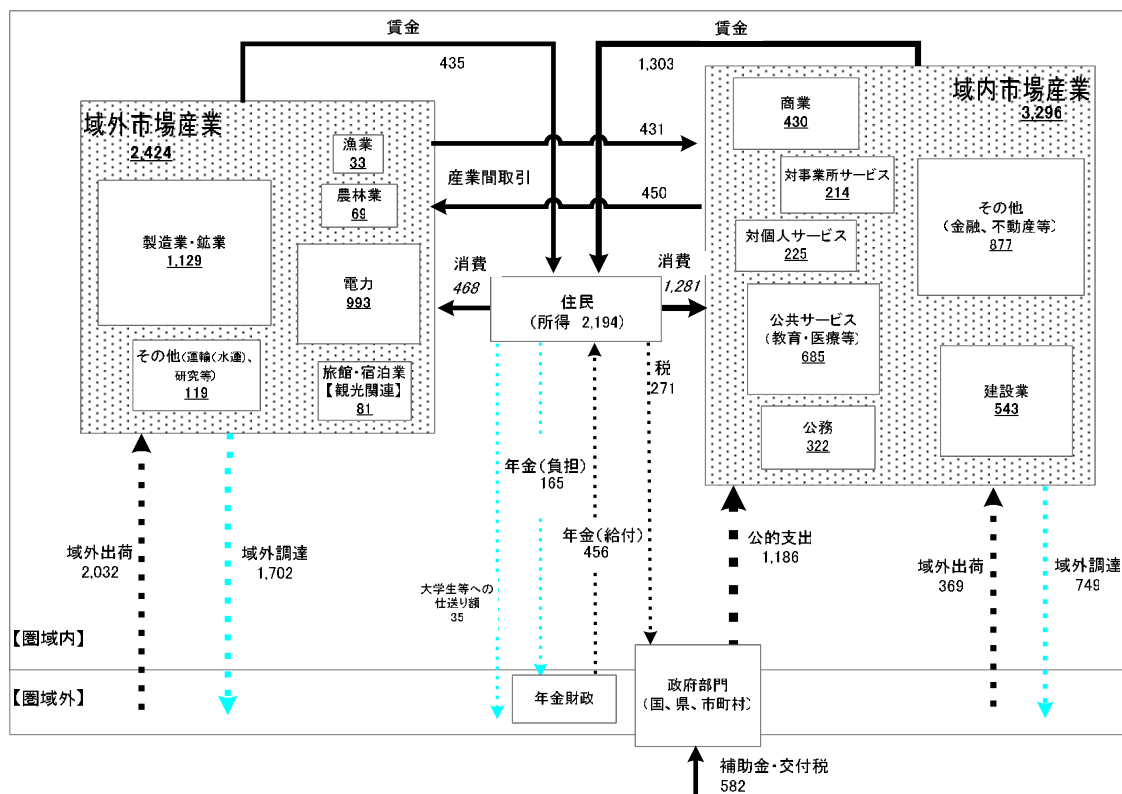 賃金
435
賃金
1,303
域外市場産業
2,424
漁業
33
農林業
69
製造業・鉱業
1,129
電力
993
その他(運輸(水運)、
研究等)
119
旅館・宿泊業
【観光関連】
81
431
産業間取引
450
消費
468
住民
(所得 2,194)
消費
1,281
域内市場産業
3,296
商業
430
対事業所サービス
214
対個人サービス
225
その他
(金融、不動産等)
877
公共サービス
(教育・医療等)
685
建設業
543
公務
322
税
271
年金(負担)
165
年金(給付)
456
大学生等への
仕送り額
35
域外出荷
2,032
域外調達
1,702
公的支出
1,186
域外出荷
369
域外調達
749
【圏域内】
【圏域外】
年金財政
政府部門
(国、県、市町村)
補助金・交付税
582